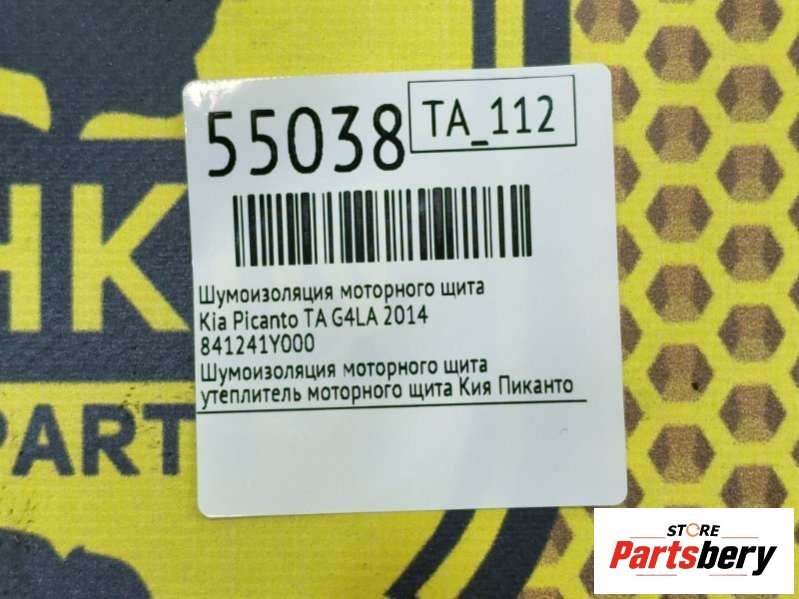 55038
TA_112
Шумоизоляция моторного щита
Kia Picanto TA G4LA 2014
841241Y000
Шумоизоляция моторного щита
утеплитель моторного щита Кия Пиканто
НК
PART
STORE
Partsbery